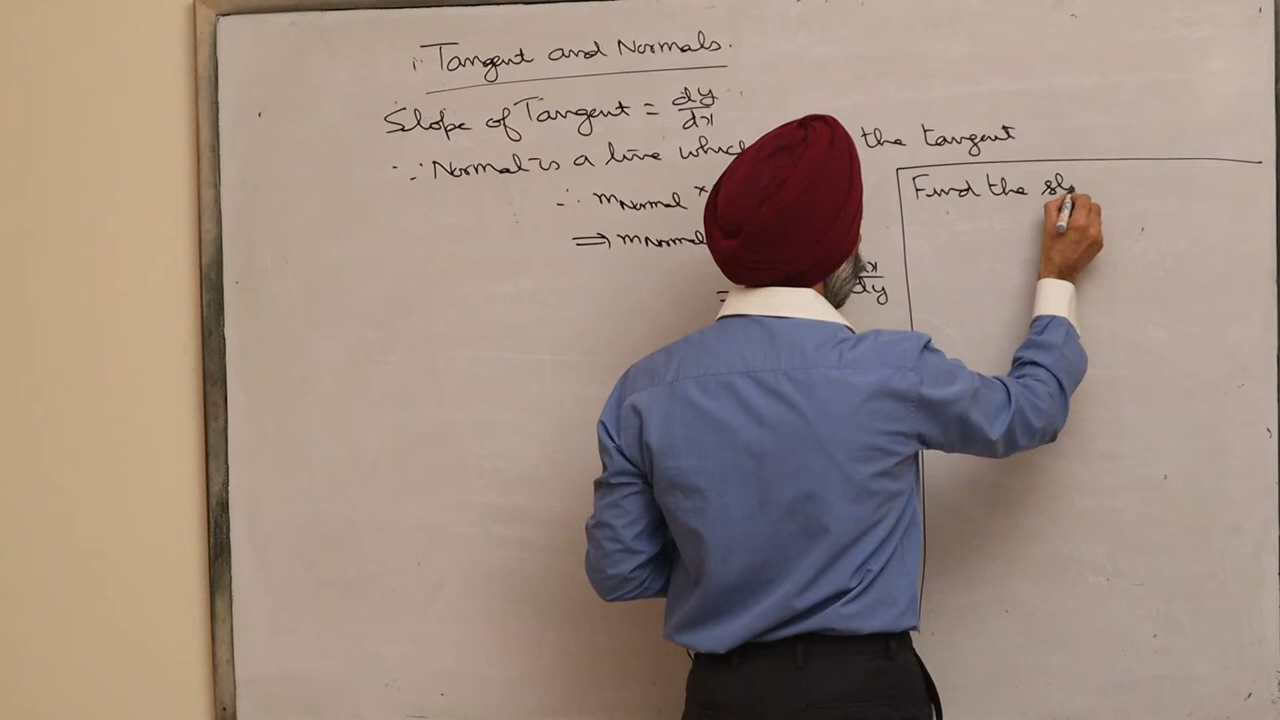 Tangent and Normals.
Slope of Tangent = dy/dx
∵ Normal is a line which the tangent
∴ mNormal ×
⇒ mNormal
= dx/dy
Find the sl